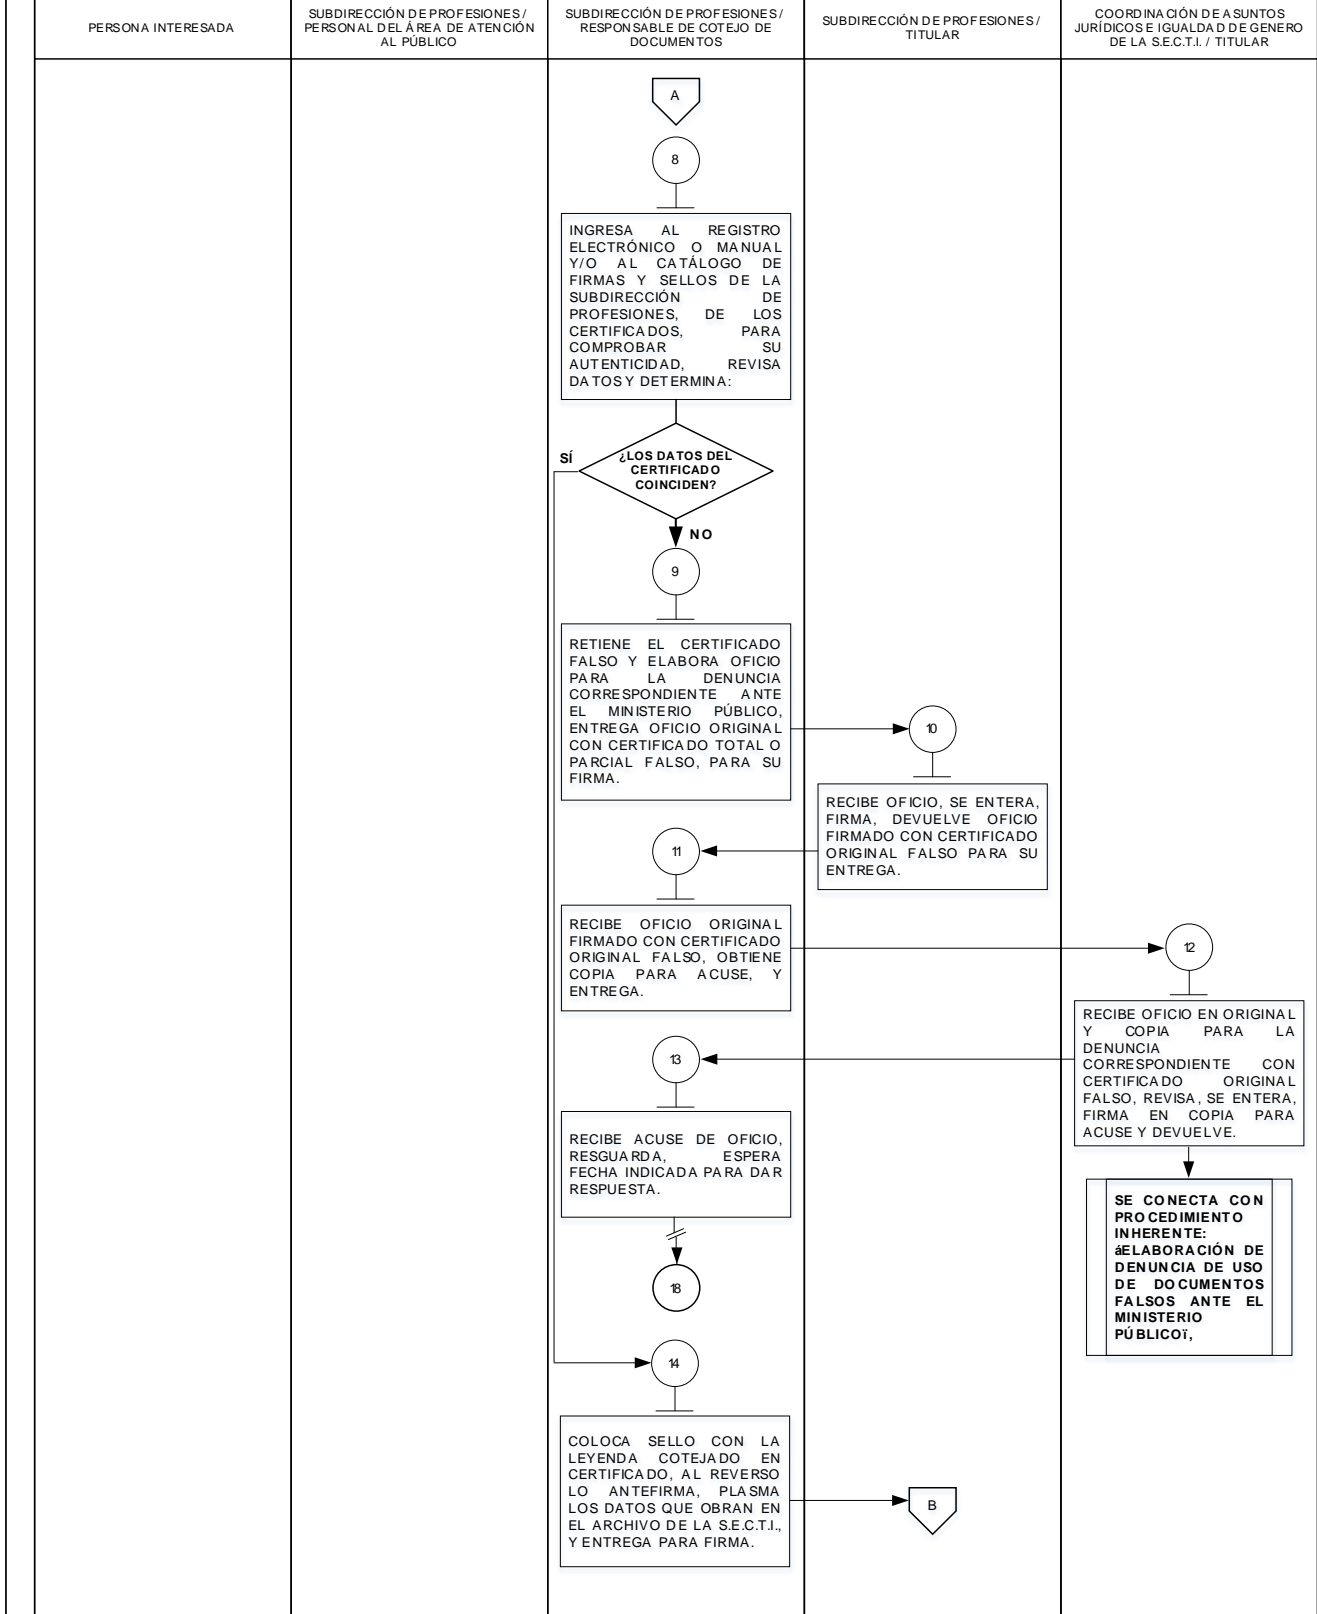 PERSONA INTERESADA
SUBDIRECCIÓN DE PROFESIONES /
PERSONAL DEL ÁREA DE ATENCIÓN
AL PÚBLICO
SUBDIRECCIÓN DE PROFESIONES /
RESPONSABLE DE COTEJO DE
DOCUMENTOS
SUBDIRECCIÓN DE PROFESIONES /
TITULAR
COORDINACIÓN DE ASUNTOS
JURÍDICOS E IGUALDAD DE GENERO
DE LA S.E.C.T.I. / TITULAR
A
8
INGRESA AL REGISTRO
ELECTRÓNICO O MANUAL
Y/O AL CATÁLOGO DE
FIRMAS Y SELLOS DE LA
SUBDIRECCIÓN DE
PROFESIONES, DE LOS
CERTIFICADOS, PARA
COMPROBAR SU
AUTENTICIDAD, REVISA
DATOS Y DETERMINA:
SÍ
¿LOS DATOS DEL
CERTIFICADO
COINCIDEN?
NO
9
RETIENE EL CERTIFICADO
FALSO Y ELABORA OFICIO
PARA LA DENUNCIA
CORRESPONDIENTE ANTE
EL MINISTERIO PÚBLICO,
ENTREGA OFICIO ORIGINAL
CON CERTIFICADO TOTAL O
PARCIAL FALSO, PARA SU
FIRMA.
10
RECIBE OFICIO, SE ENTERA,
FIRMA, DEVUELVE OFICIO
FIRMADO CON CERTIFICADO
ORIGINAL FALSO PARA SU
ENTREGA.
11
RECIBE OFICIO ORIGINAL
FIRMADO CON CERTIFICADO
ORIGINAL FALSO, OBTIENE
COPIA PARA ACUSE, Y
ENTREGA.
12
RECIBE OFICIO EN ORIGINAL
Y COPIA PARA LA
DENUNCIA
CORRESPONDIENTE CON
CERTIFICADO ORIGINAL
FALSO, REVISA, SE ENTERA,
FIRMA EN COPIA PARA
ACUSE Y DEVUELVE.
13
RECIBE ACUSE DE OFICIO,
RESGUARDA, ESPERA
FECHA INDICADA PARA DAR
RESPUESTA.
SE CONECTA CON
PROCEDIMIENTO
INHERENTE:
áELABORACIÓN DE
DENUNCIA DE USO
DE DOCUMENTOS
FALSOS ANTE EL
MINISTERIO
PÚBLICOï,
18
14
COLOCA SELLO CON LA
LEYENDA COTEJADO EN
CERTIFICADO, AL REVERSO
LO ANTEFIRMA, PLASMA
LOS DATOS QUE OBRAN EN
EL ARCHIVO DE LA S.E.C.T.I.,
Y ENTREGA PARA FIRMA.
B